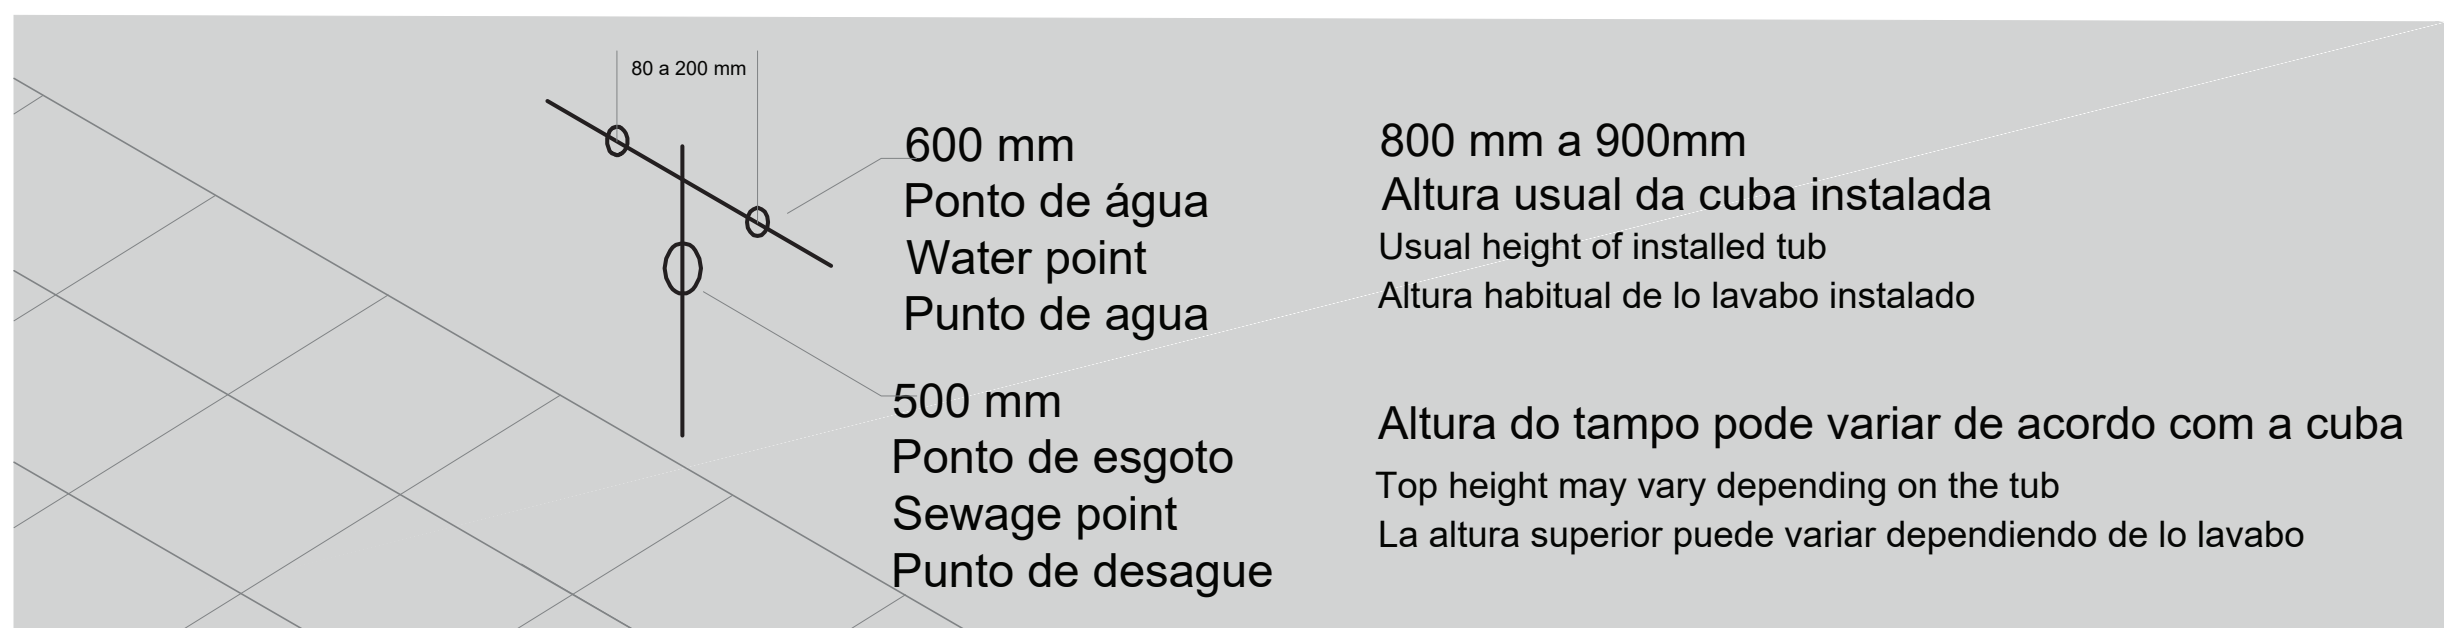 80 a 200 mm
600 mm
Ponto de água
Water point
Punto de agua
500 mm
Ponto de esgoto
Sewage point
Punto de desague
800 mm a 900mm
Altura usual da cuba instalada
Usual height of installed tub
Altura habitual de lo lavabo instalado
Altura do tampo pode variar de acordo com a cuba
Top height may vary depending on the tub
La altura superior puede variar dependiendo de lo lavabo